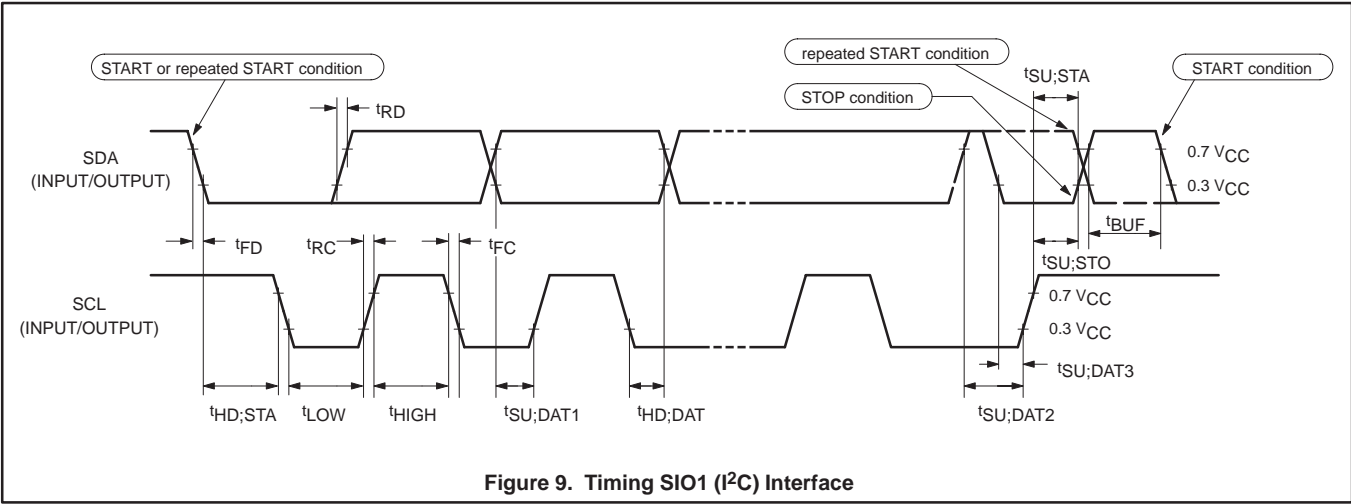 START or repeated START condition
repeated START condition
tSU;STA
START condition
STOP condition
tRD
SDA
(INPUT/OUTPUT)
0.7 VCC
0.3 VCC
tFD
tRC
tFC
tBUF
tSU;STO
SCL
(INPUT/OUTPUT)
0.7 VCC
0.3 VCC
tSU;DAT3
tHD;STA
tLOW
tHIGH
tSU;DAT1
tHD;DAT
tSU;DAT2
Figure 9. Timing SIO1 (I2C) Interface